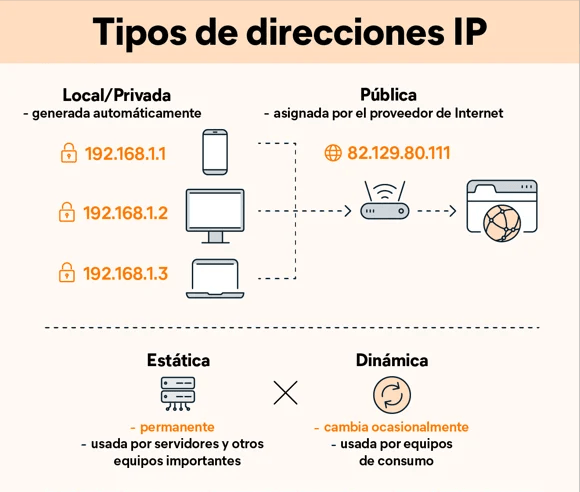 Tipos de direcciones IP
Local/Privada
- generada automáticamente
192.168.1.1
192.168.1.2
192.168.1.3
Pública
- asignada por el proveedor de Internet
82.129.80.111
Estática
- permanente
- usada por servidores y otros
equipos importantes
Dinámica
- cambia ocasionalmente
- usada por equipos
de consumo